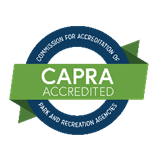 COMMISSION FOR ACCREDITATION OF
CAPRA
ACCREDITED
PARK AND RECREATION AGENCIES